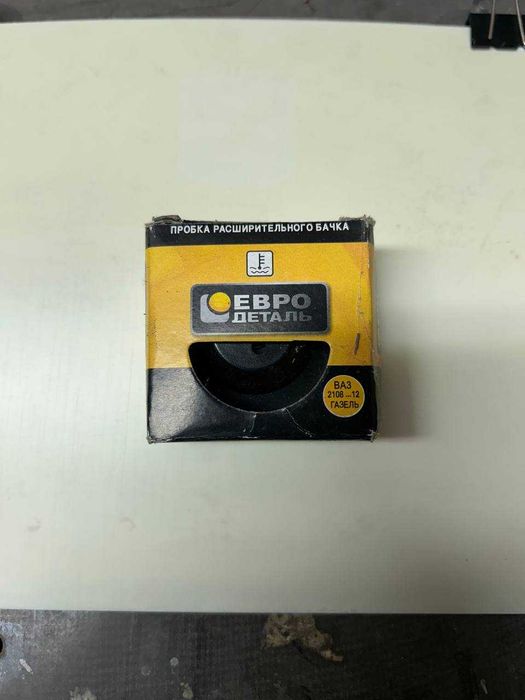 ПРОБКА РАСШИРИТЕЛЬНОГО БАЧКА
ЕВРО
ДЕТАЛЬ
ВАЗ
2108 ...12
ГАЗЕЛЬ